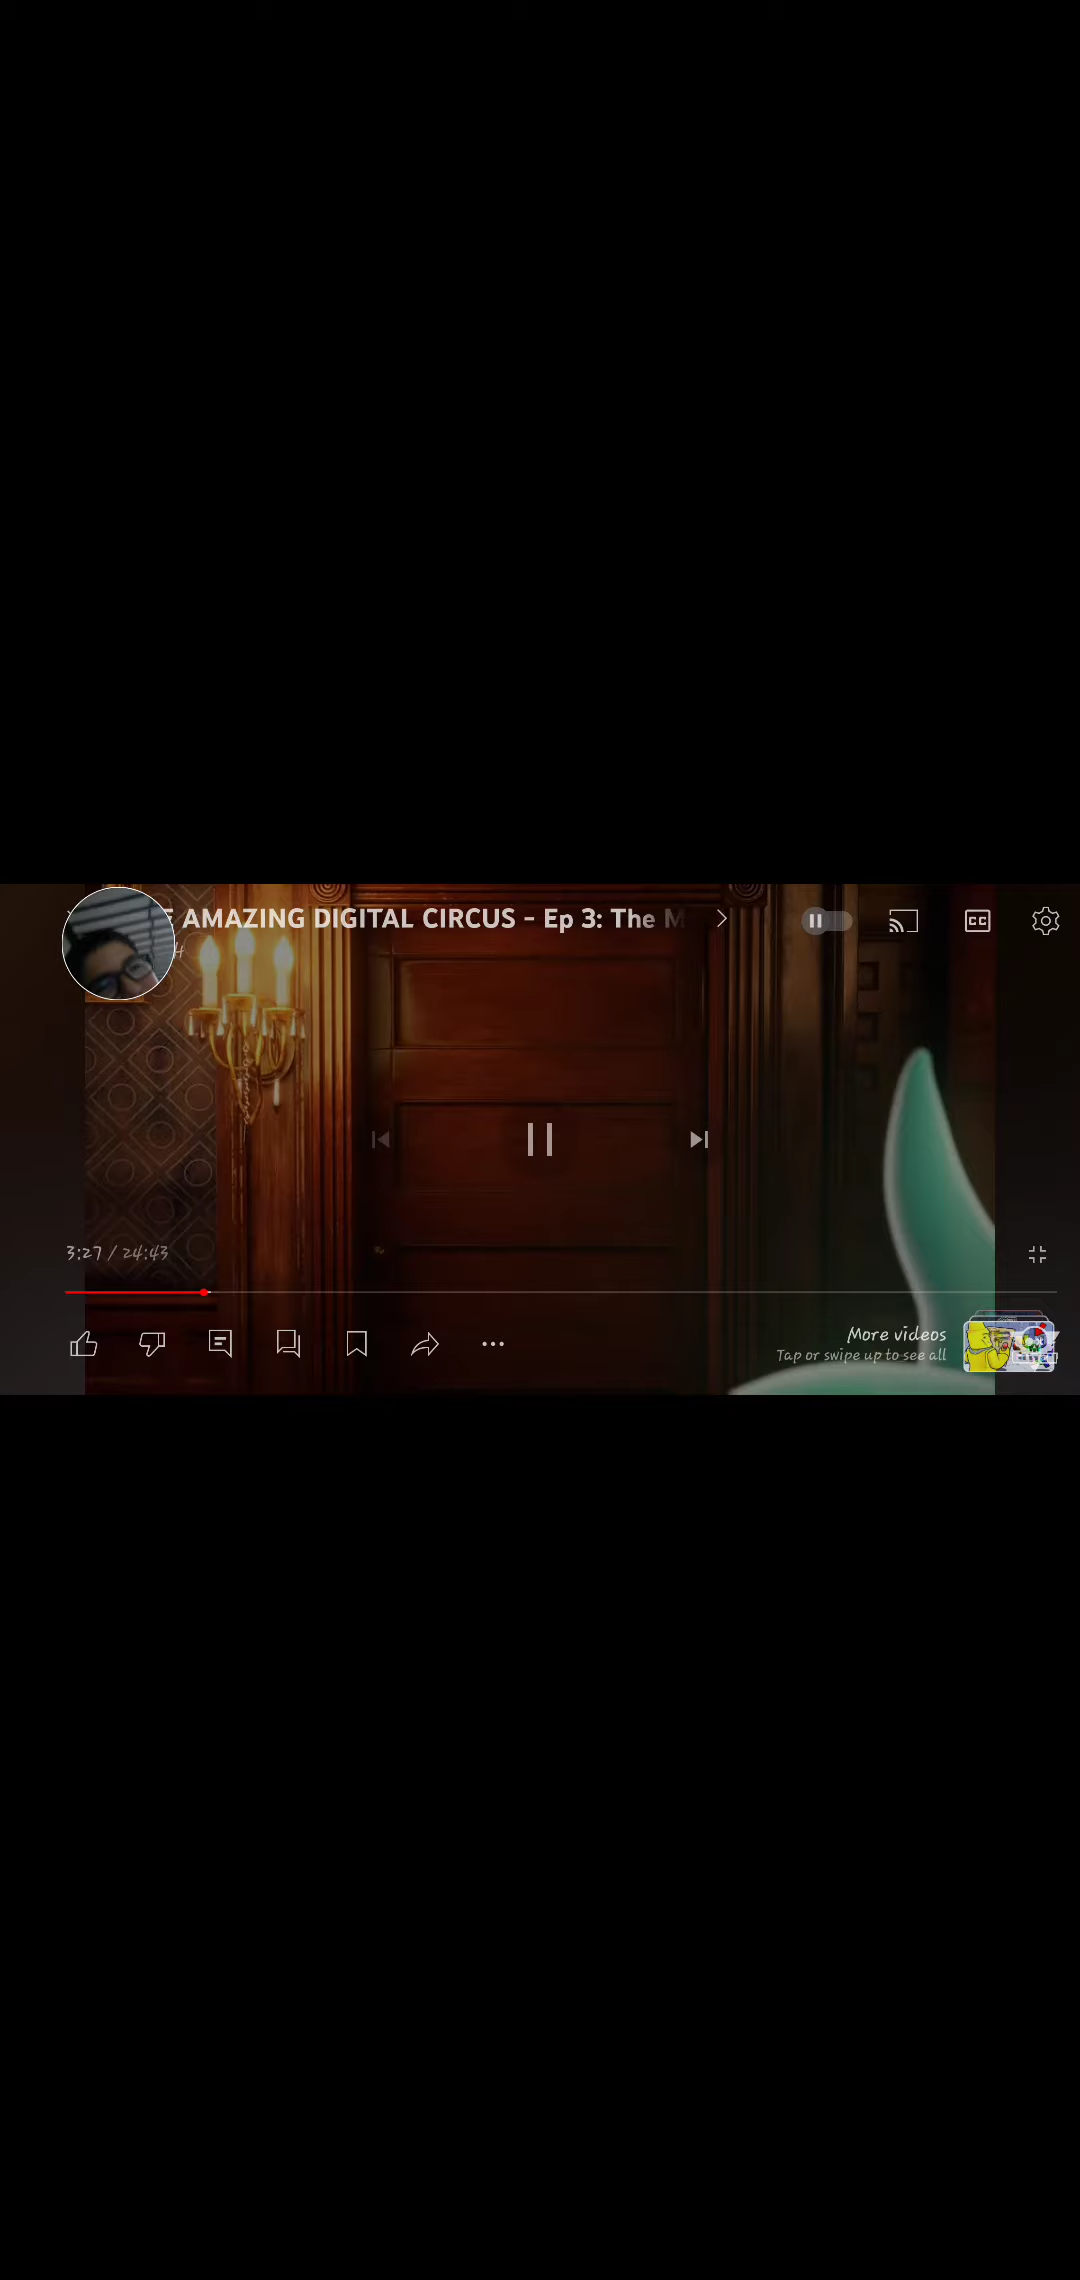 AMAZING DIGITAL CIRCUS - Ep 3: The M
CC
3:27 / 24:43
More videos
Tap or swipe up to see all